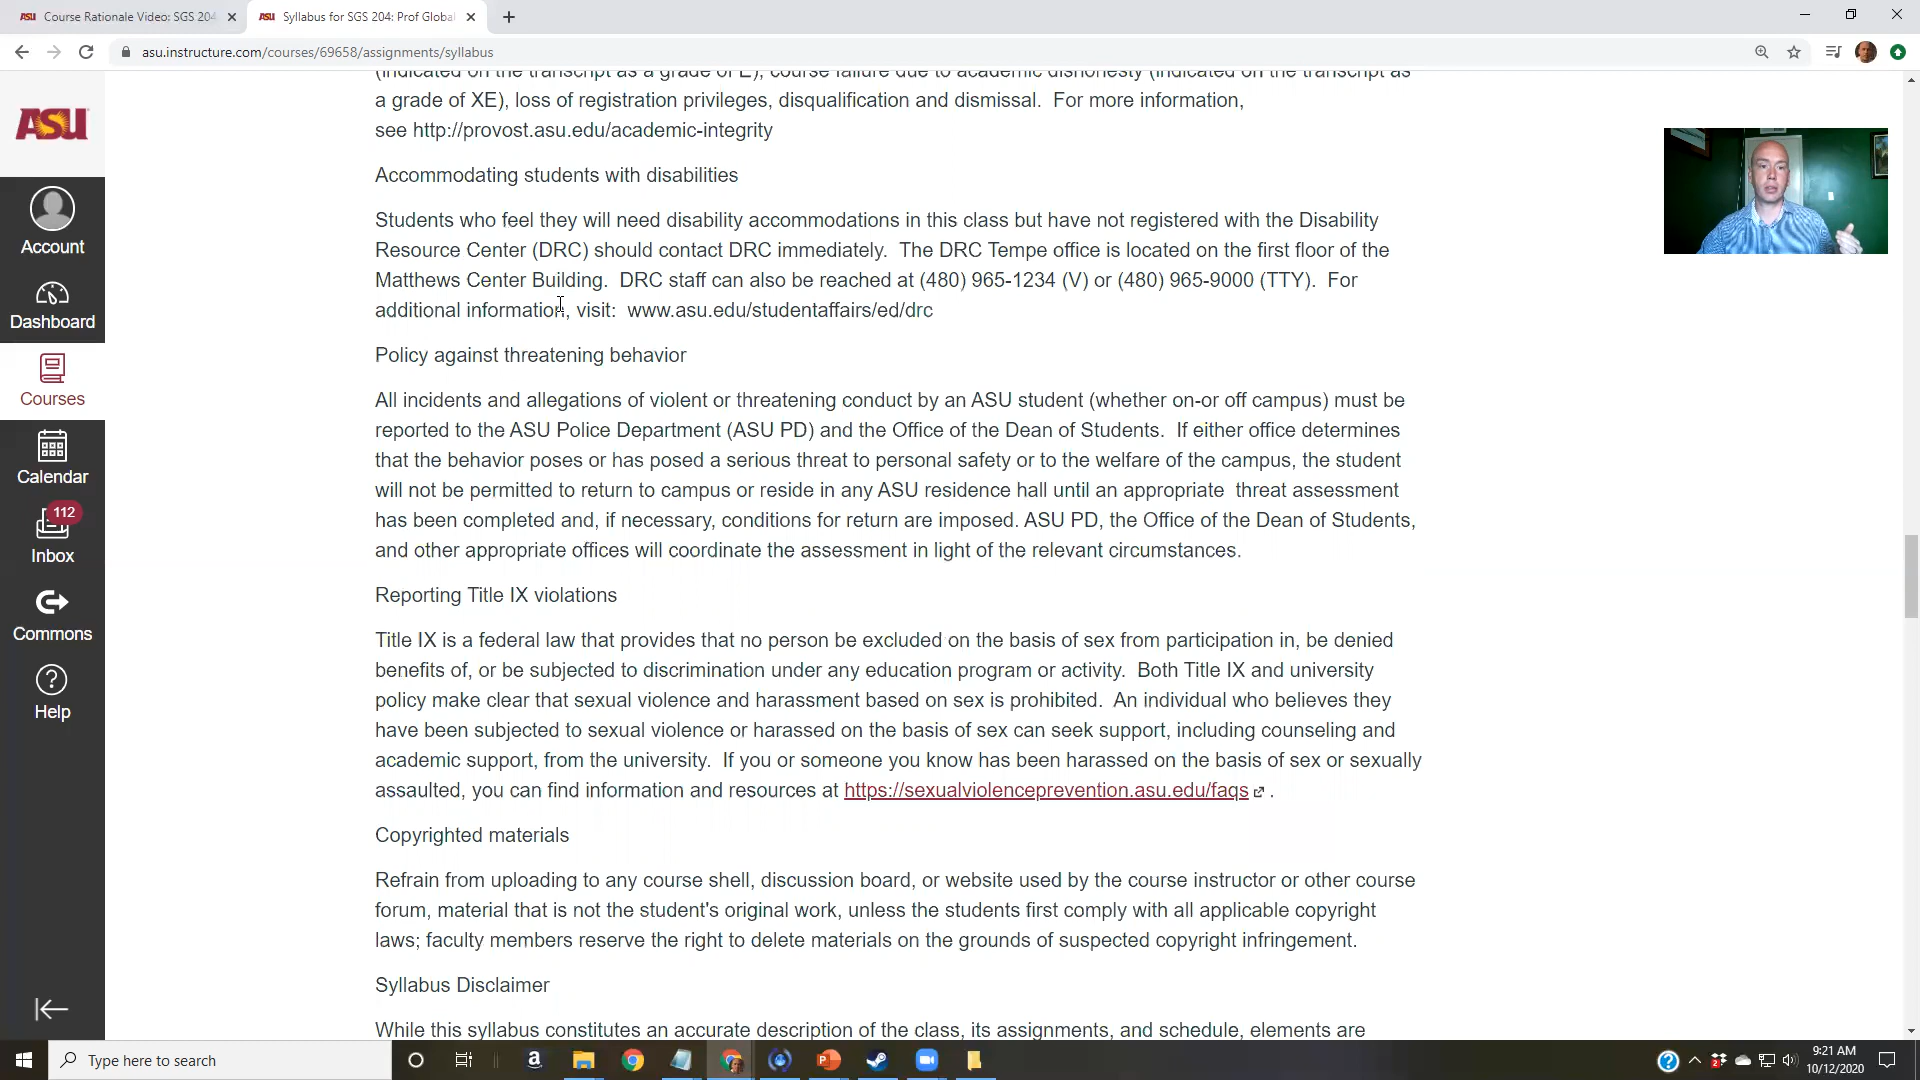 Course Rationale Video: SGS 204
Syllabus for SGS 204: Prof Global
asu.instructure.com/courses/69658/assignments/syllabus
(indicated on the transcript as a grade of E), course failure due to academic dishonesty (indicated on the transcript as
a grade of XE), loss of registration privileges, disqualification and dismissal.  For more information,
see http://provost.asu.edu/academic-integrity
Accommodating students with disabilities
Students who feel they will need disability accommodations in this class but have not registered with the Disability
Resource Center (DRC) should contact DRC immediately.  The DRC Tempe office is located on the first floor of the
Matthews Center Building.  DRC staff can also be reached at (480) 965-1234 (V) or (480) 965-9000 (TTY).  For
additional information, visit:  www.asu.edu/studentaffairs/ed/drc
Policy against threatening behavior
All incidents and allegations of violent or threatening conduct by an ASU student (whether on-or off campus) must be
reported to the ASU Police Department (ASU PD) and the Office of the Dean of Students.  If either office determines
that the behavior poses or has posed a serious threat to personal safety or to the welfare of the campus, the student
will not be permitted to return to campus or reside in any ASU residence hall until an appropriate  threat assessment
has been completed and, if necessary, conditions for return are imposed. ASU PD, the Office of the Dean of Students,
and other appropriate offices will coordinate the assessment in light of the relevant circumstances.
Reporting Title IX violations
Title IX is a federal law that provides that no person be excluded on the basis of sex from participation in, be denied
benefits of, or be subjected to discrimination under any education program or activity.  Both Title IX and university
policy make clear that sexual violence and harassment based on sex is prohibited.  An individual who believes they
have been subjected to sexual violence or harassed on the basis of sex can seek support, including counseling and
academic support, from the university.  If you or someone you know has been harassed on the basis of sex or sexually
assaulted, you can find information and resources at https://sexualviolenceprevention.asu.edu/faqs .
Copyrighted materials
Refrain from uploading to any course shell, discussion board, or website used by the course instructor or other course
forum, material that is not the student's original work, unless the students first comply with all applicable copyright
laws; faculty members reserve the right to delete materials on the grounds of suspected copyright infringement.
Syllabus Disclaimer
While this syllabus constitutes an accurate description of the class, its assignments, and schedule, elements are
ASU
Account
Dashboard
Courses
Calendar
112
Inbox
Commons
Help
Type here to search
9:21 AM
10/12/2020